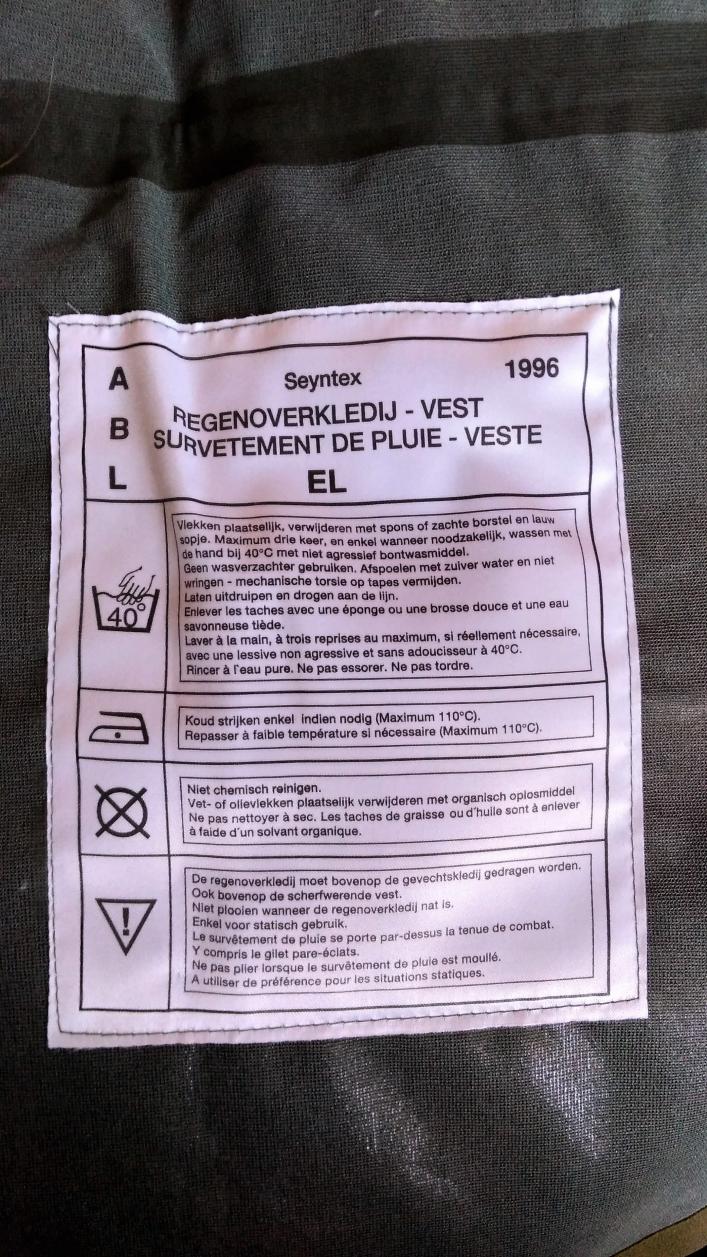 A
Seyntex
1996
REGENOVERKLEDIJ - VEST
B
SURVETEMENT DE PLUIE - VESTE
L
EL
Vlekken plaatselijk, verwijderen met spons of zachte borstel en lauw
sopje. Maximum drie keer, en enkel wanneer noodzakelijk, wassen met
de hand bij 40°C met niet agressief bontwasmiddel.
Geen wasverzachter gebruiken. Afspoelen met zuiver water en niet
wringen - mechanische torsie op tapes vermijden.
Laten uitdruipen en drogen aan de lijn.
Enlever les taches avec une éponge ou une brosse douce et une eau
savonneuse tiède.
Laver à la main, à trois reprises au maximum, si réellement nécessaire,
avec une lessive non agressive et sans adoucisseur à 40°C.
Rincer à l'eau pure. Ne pas essorer. Ne pas tordre.
40°
Koud strijken enkel indien nodig (Maximum 110°C).
Repasser à faible température si nécessaire (Maximum 110°C).
Niet chemisch reinigen.
Vet- of olievlekken plaatselijk verwijderen met organisch oplosmiddel
Ne pas nettoyer à sec. Les taches de graisse ou d'huile sont à enlever
à l'aide d'un solvant organique.
De regenoverkledij moet bovenop de gevechtskledij gedragen worden.
Ook bovenop de scherfwerende vest.
Niet plooien wanneer de regenoverkledij nat is.
Enkel voor statisch gebruik.
Le survêtement de pluie se porte par-dessus la tenue de combat.
Y compris le gilet pare-éclats.
Ne pas plier lorsque le survêtement de pluie est mouillé.
A utiliser de préférence pour les situations statiques.
!